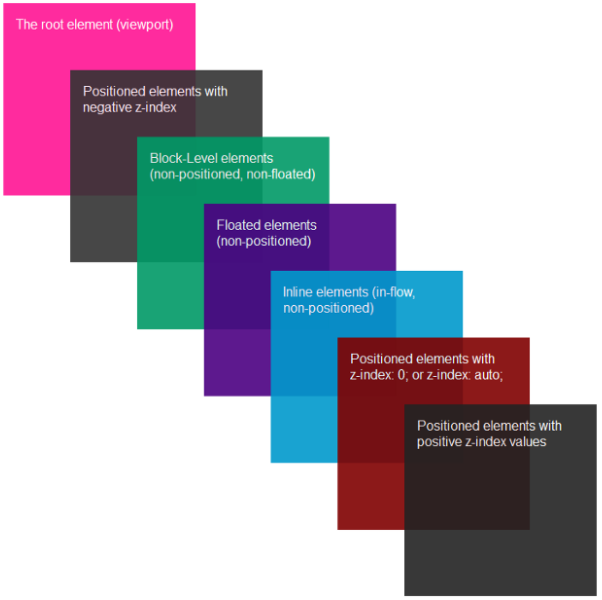 The root element (viewport)
Positioned elements with
negative z-index
Block-Level elements
(non-positioned, non-floated)
Floated elements
(non-positioned)
Inline elements (in-flow,
non-positioned)
Positioned elements with
z-index: 0; or z-index: auto;
Positioned elements with
positive z-index values